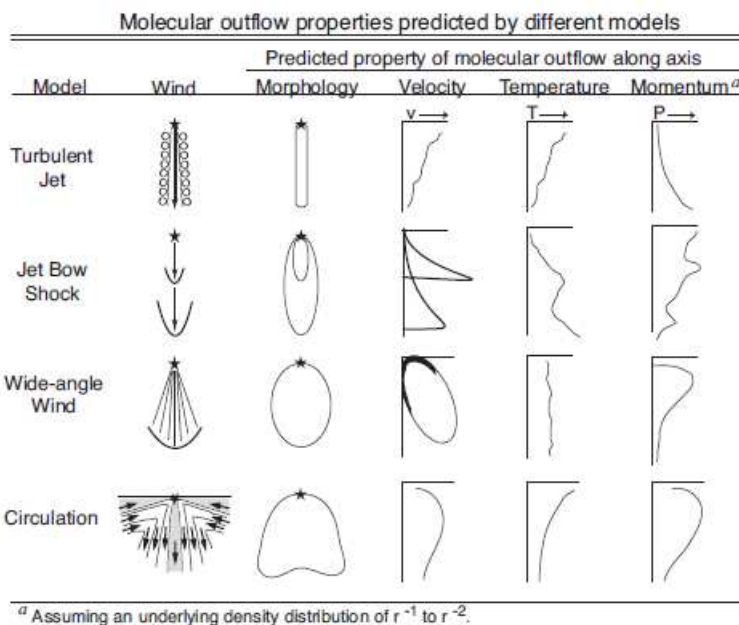 Molecular outflow properties predicted by different models
Predicted property of molecular outflow along axis
Model Wind Morphology Velocity Temperature Momentum a
v T P
Turbulent
Jet
Jet Bow
Shock
Wide-angle
Wind
Circulation
a Assuming an underlying density distribution of r -1 to r -2.